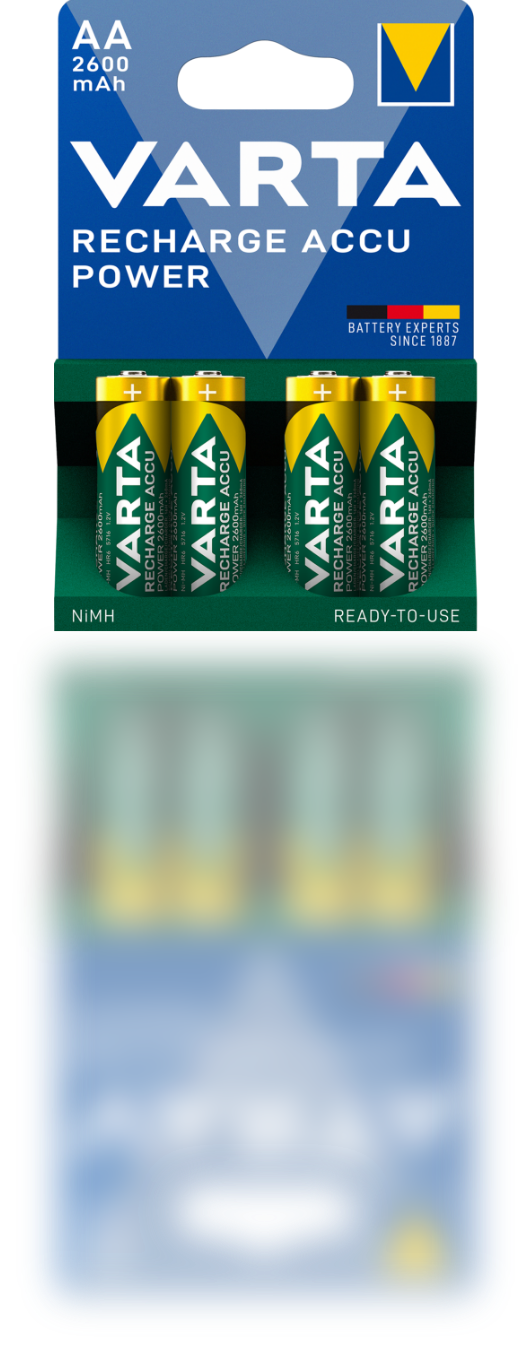 AA
2600
mAh
VARTA
RECHARGE ACCU
POWER
BATTERY EXPERTS
SINCE 1887
+
+
+
+
VARTA
RECHARGE ACCU
POWER 2600mAh
VARTA
RECHARGE ACCU
POWER 2600mAh
VARTA
RECHARGE ACCU
POWER 2600mAh
VARTA
RECHARGE ACCU
POWER 2600mAh
NiMH
READY-TO-USE